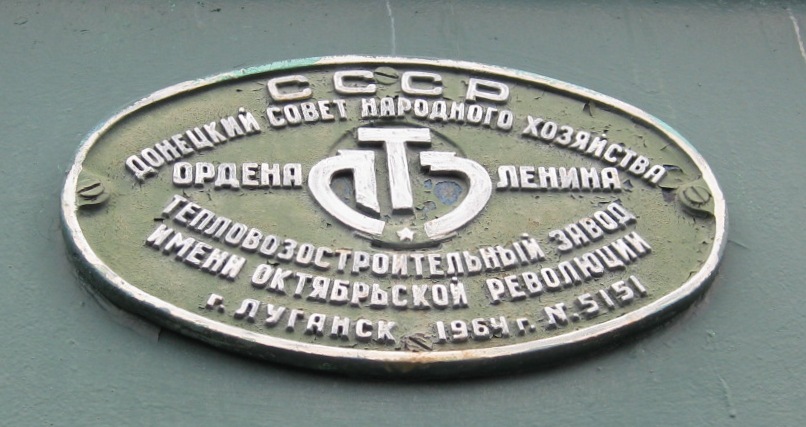 СССР
ДОНЕЦКИЙ СОВЕТ НАРОДНОГО ХОЗЯЙСТВА
ОРДЕНА ЛТЗ ЛЕНИНА
ТЕПЛОВОЗОСТРОИТЕЛЬНЫЙ ЗАВОД
ИМЕНИ ОКТЯБРЬСКОЙ РЕВОЛЮЦИИ
г. ЛУГАНСК 1964 г. N. 5151